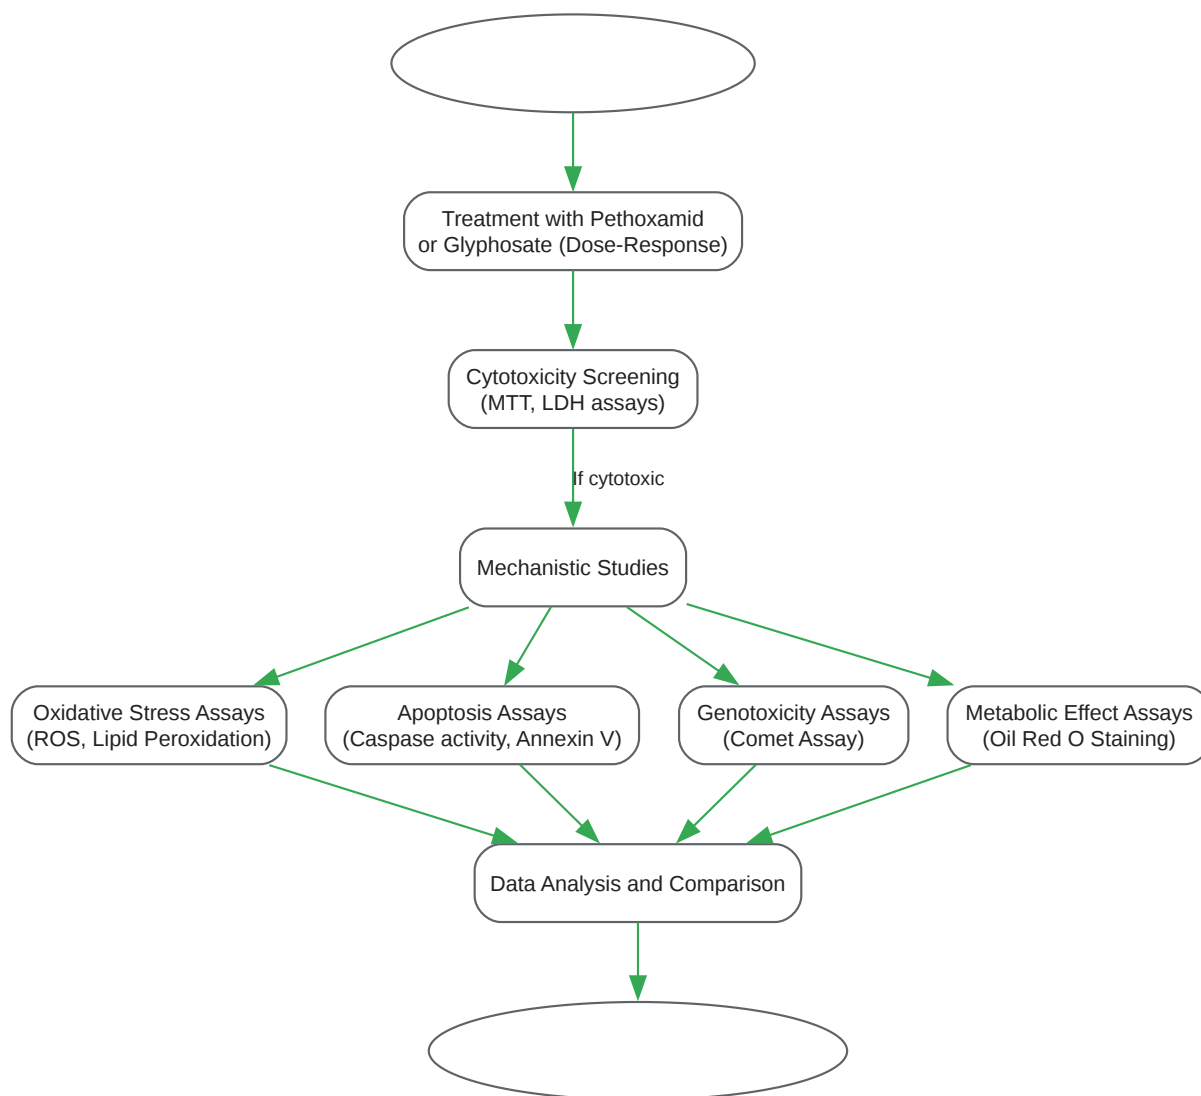 Treatment with Pethoxamid
or Glyphosate (Dose-Response)
Cytotoxicity Screening
(MTT, LDH assays)
If cytotoxic
Mechanistic Studies
Oxidative Stress Assays
(ROS, Lipid Peroxidation)
Apoptosis Assays
(Caspase activity, Annexin V)
Genotoxicity Assays
(Comet Assay)
Metabolic Effect Assays
(Oil Red O Staining)
Data Analysis and Comparison